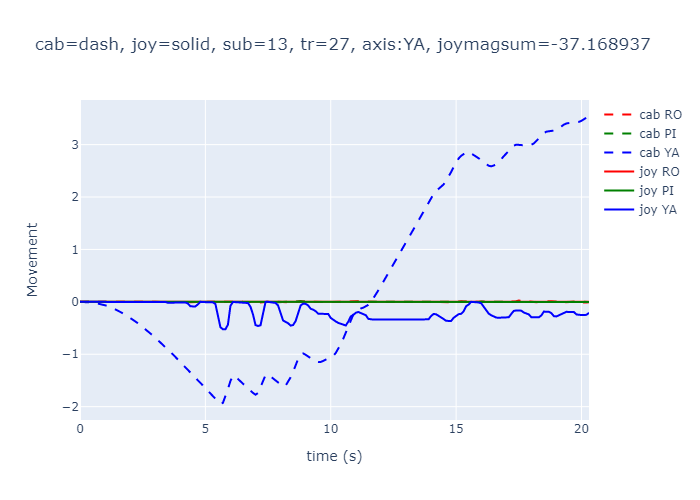 cab=dash, joy=solid, sub=13, tr=27, axis:YA, joymagsum=-37.168937
cab RO
cab PI
cab YA
joy RO
joy PI
joy YA
Movement
3
2
1
0
−1
−2
0 5 10 15 20
time (s)